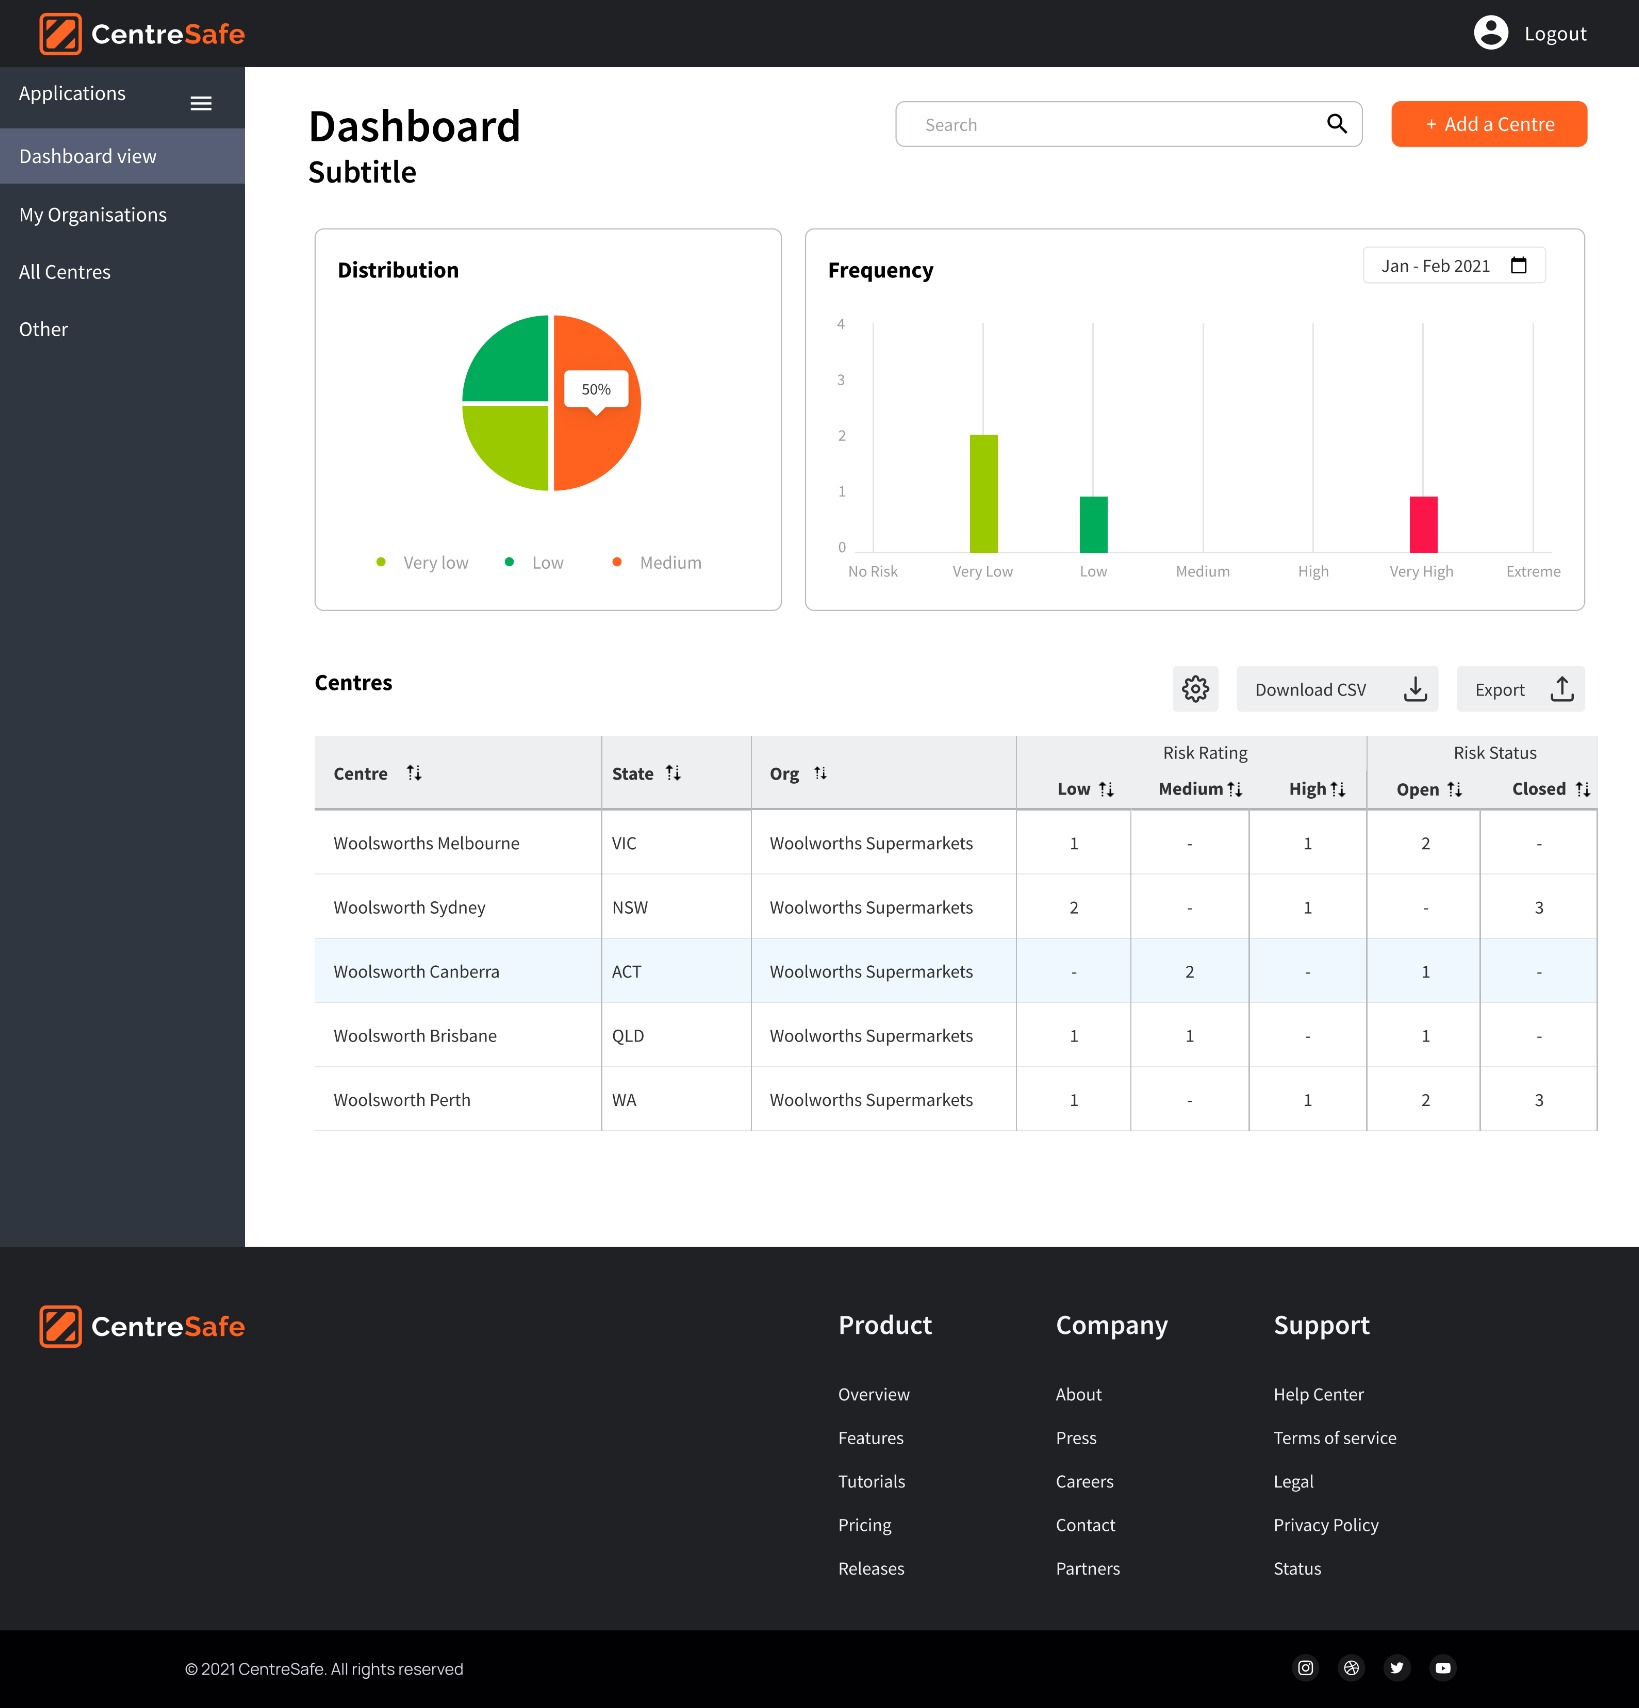 CentreSafe
Logout
Applications
Dashboard view
My Organisations
All Centres
Other
Dashboard
Subtitle
Search
+ Add a Centre
Distribution
50%
Very low Low Medium
Frequency
Jan - Feb 2021
4
3
2
1
0
No Risk Very Low Low Medium High Very High Extreme
Centres
Download CSV
Export
Risk Rating Risk Status
Centre State Org Low Medium High Open Closed
Woolsworths Melbourne VIC Woolworths Supermarkets 1 - 1 2 -
Woolsworth Sydney NSW Woolworths Supermarkets 2 - 1 - 3
Woolsworth Canberra ACT Woolworths Supermarkets - 2 - 1 -
Woolsworth Brisbane QLD Woolworths Supermarkets 1 1 - 1 -
Woolsworth Perth WA Woolworths Supermarkets 1 - 1 2 3
CentreSafe
Product
Overview
Features
Tutorials
Pricing
Releases
Company
About
Press
Careers
Contact
Partners
Support
Help Center
Terms of service
Legal
Privacy Policy
Status
© 2021 CentreSafe. All rights reserved